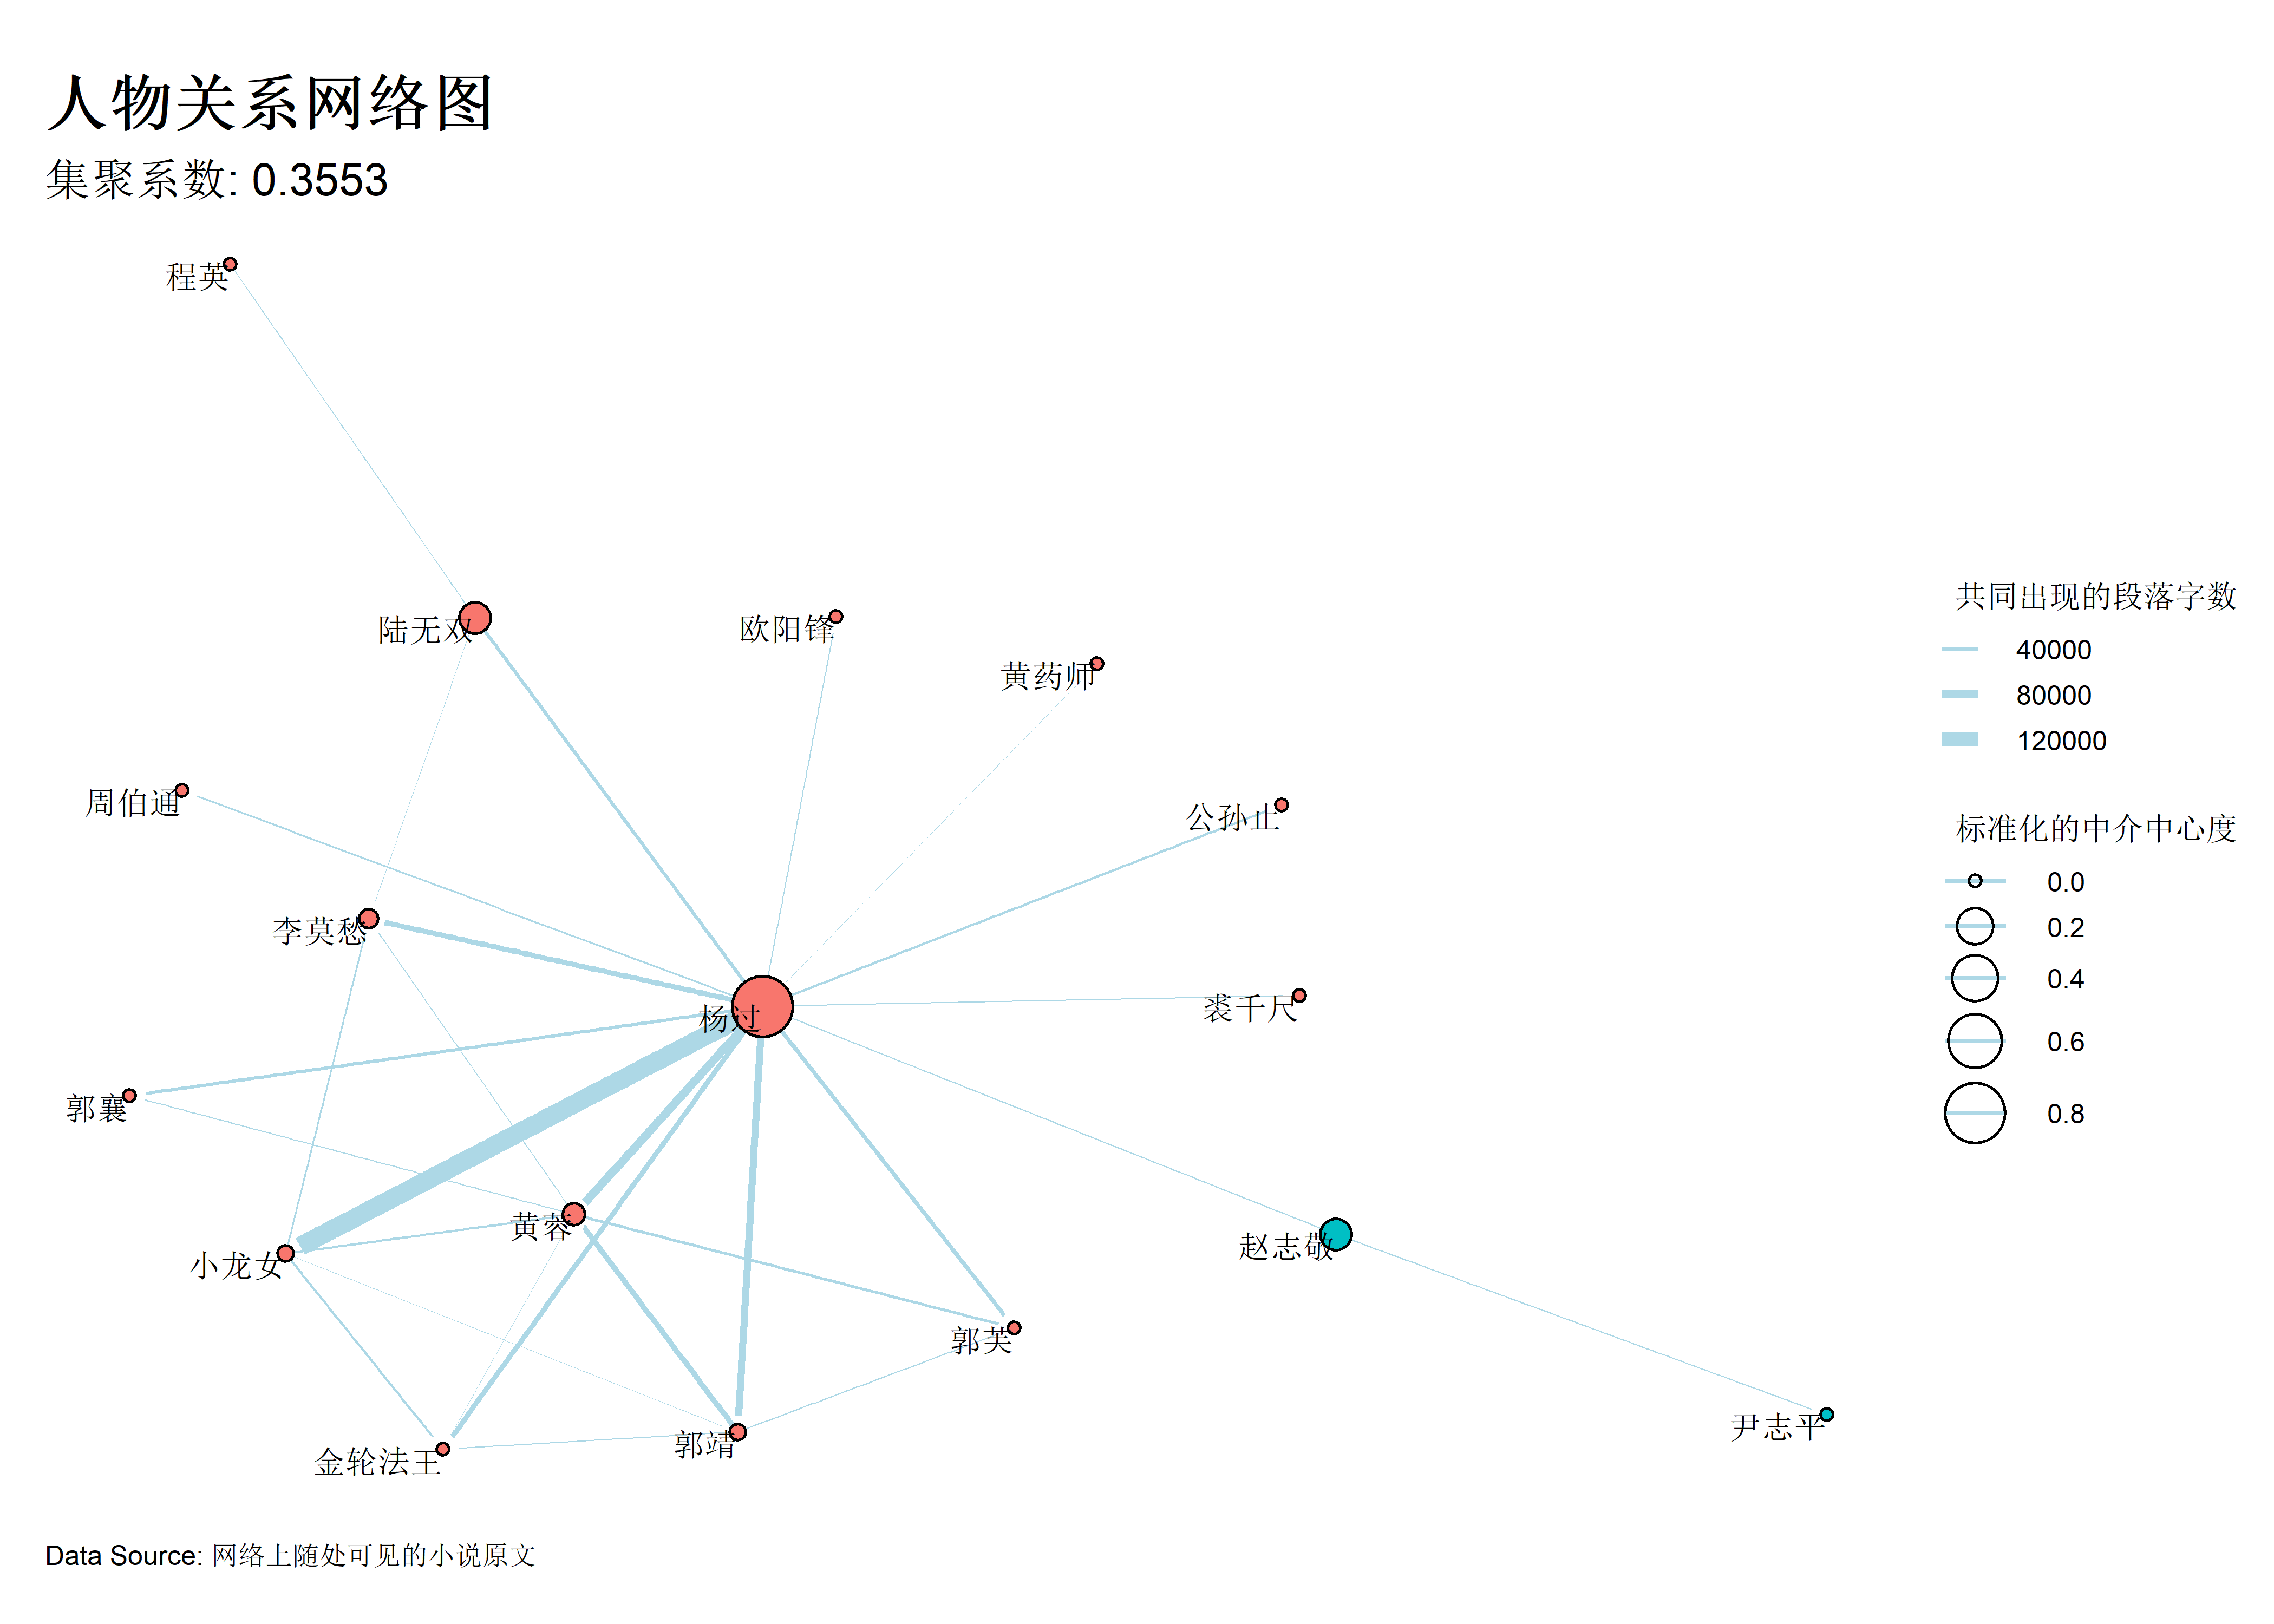 人物关系网络图
集聚系数: 0.3553
程英
陆无双
欧阳锋
黄药师
周伯通
公孙止
李莫愁
杨过
裘千尺
郭襄
黄蓉
小龙女
赵志敬
郭芙
尹志平
郭靖
金轮法王
共同出现的段落字数
40000
80000
120000
标准化的中介中心度
0.0
0.2
0.4
0.6
0.8
Data Source: 网络上随处可见的小说原文